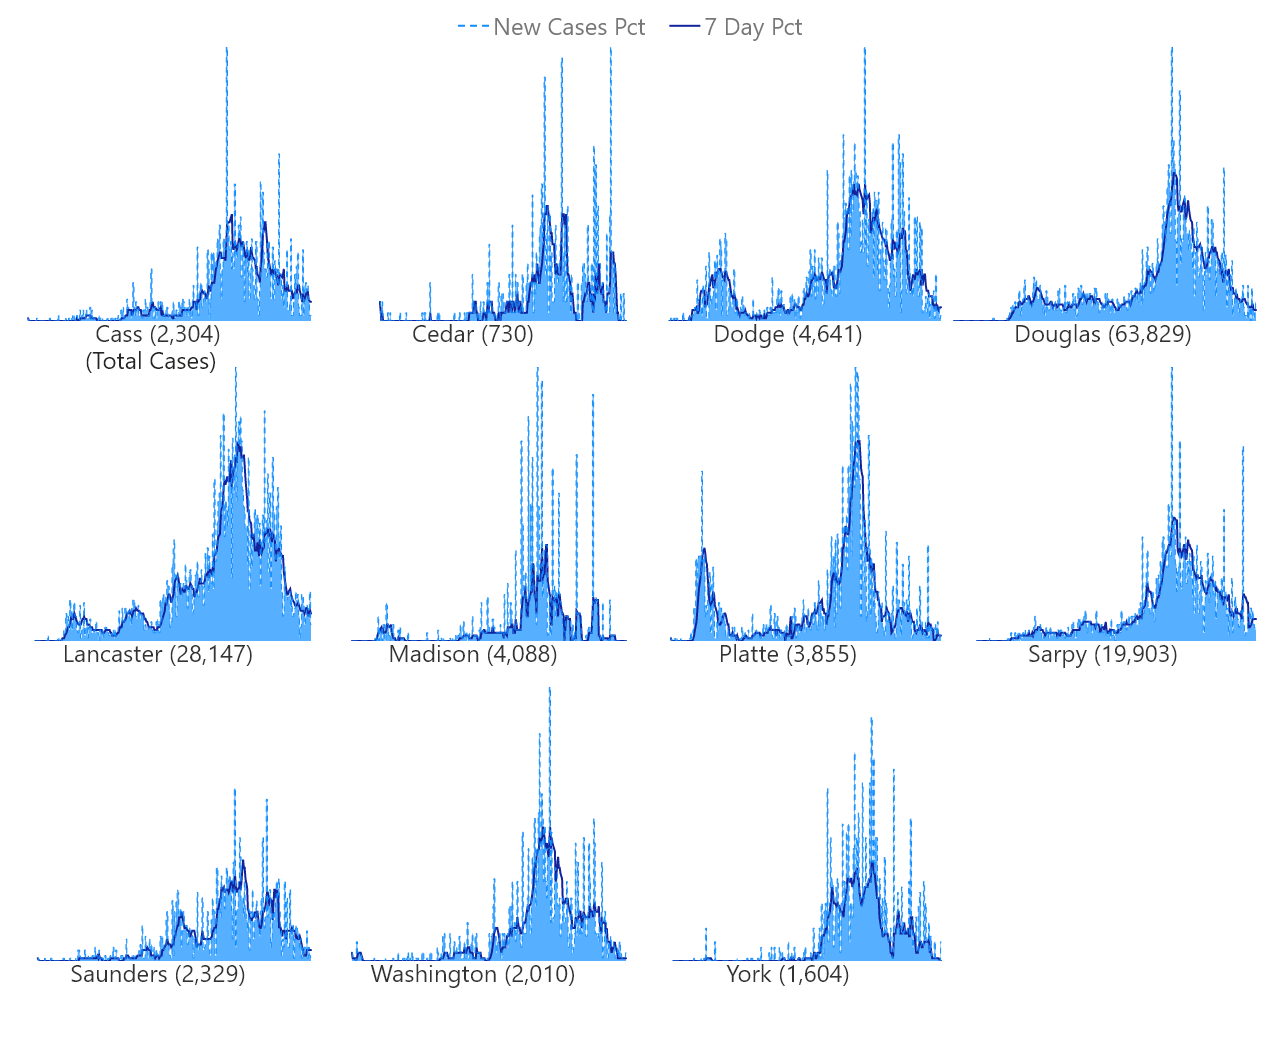 New Cases Pct 7 Day Pct
Cass (2,304) Cedar (730) Dodge (4,641) Douglas (63,829)
(Total Cases)
Lancaster (28,147) Madison (4,088) Platte (3,855) Sarpy (19,903)
Saunders (2,329) Washington (2,010) York (1,604)